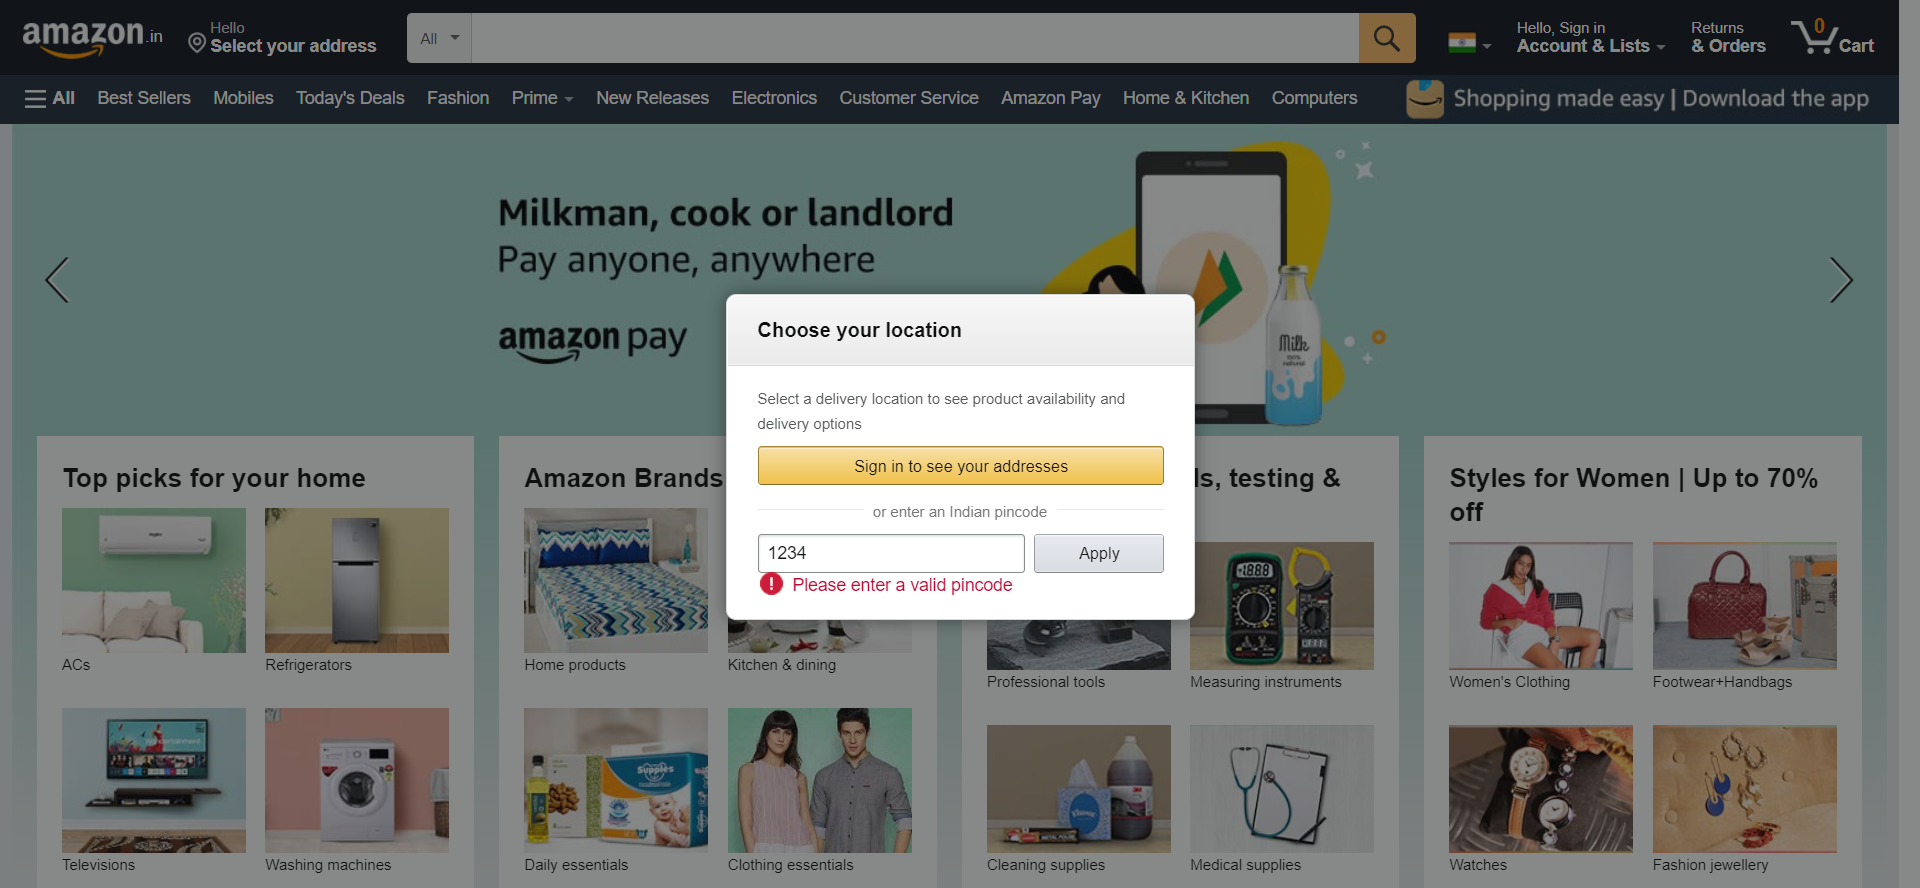 amazon.in
Hello
Select your address
All
Hello, Sign in
Account & Lists
Returns
& Orders
0
Cart
All
Best Sellers
Mobiles
Today's Deals
Fashion
Prime
New Releases
Electronics
Customer Service
Amazon Pay
Home & Kitchen
Computers
Shopping made easy | Download the app
Milkman, cook or landlord
Pay anyone, anywhere
amazon pay
Milk
100%
natural
Choose your location
Select a delivery location to see product availability and
delivery options
Sign in to see your addresses
or enter an Indian pincode
1234
Apply
! Please enter a valid pincode
Top picks for your home
ACs
Refrigerators
Televisions
Washing machines
Amazon Brands
Home products
Kitchen & dining
Supples
Daily essentials
Clothing essentials
ls, testing &
Professional tools
Measuring instruments
Kleenex
3M
Cleaning supplies
Medical supplies
Styles for Women | Up to 70%
off
Women's Clothing
Footwear+Handbags
Watches
Fashion jewellery